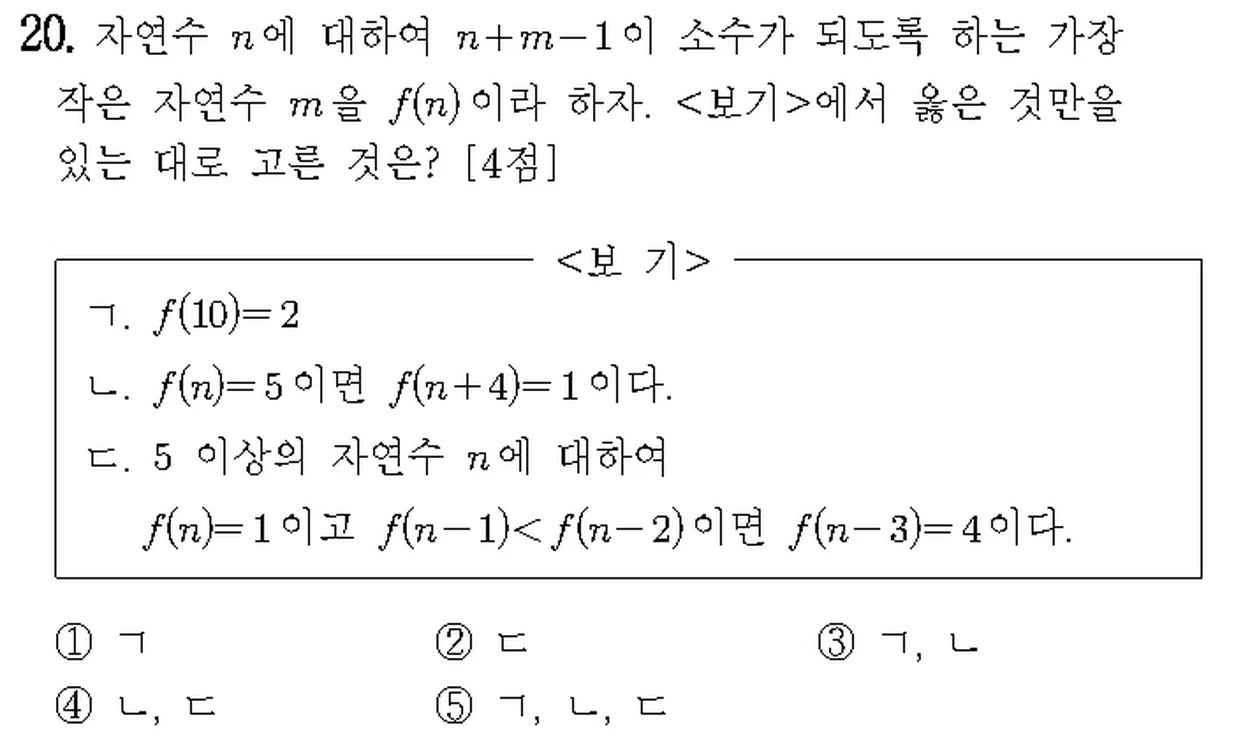 20. 자연수 n에 대하여 n+m−1이 소수가 되도록 하는 가장
작은 자연수 m을 f(n)이라 하자. <보기>에서 옳은 것만을
있는 대로 고른 것은? [4점]
<보 기>
ㄱ. f(10)=2
ㄴ. f(n)=5이면 f(n+4)=1이다.
ㄷ. 5 이상의 자연수 n에 대하여
f(n)=1이고 f(n−1)<f(n−2)이면 f(n−3)=4이다.
① ㄱ ② ㄷ ③ ㄱ, ㄴ
④ ㄴ, ㄷ ⑤ ㄱ, ㄴ, ㄷ